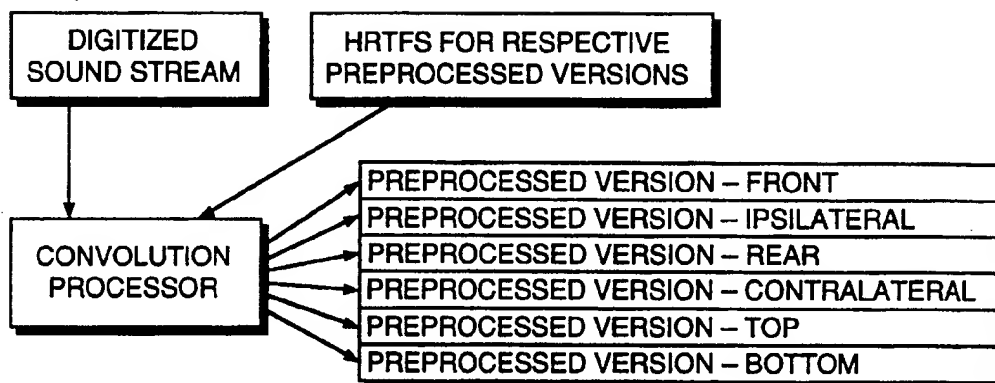 DIGITIZED
SOUND STREAM
HRTFS FOR RESPECTIVE
PREPROCESSED VERSIONS
CONVOLUTION
PROCESSOR
PREPROCESSED VERSION – FRONT
PREPROCESSED VERSION – IPSILATERAL
PREPROCESSED VERSION – REAR
PREPROCESSED VERSION – CONTRALATERAL
PREPROCESSED VERSION – TOP
PREPROCESSED VERSION – BOTTOM